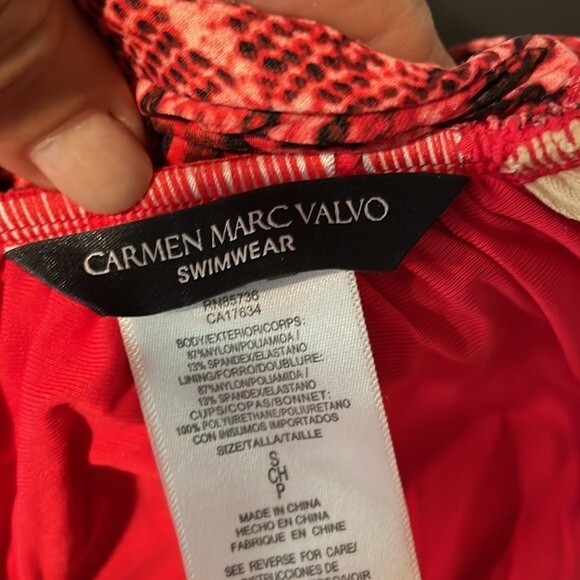 CARMEN MARC VALVO
SWIMWEAR
RN85736
CA17634
BODY/EXTERIOR/CORPS:
87%NYLON/POLIAMIDA/
13% SPANDEX/ELASTANO
LINING/FORRO/DOUBLURE:
87%NYLON/POLIAMIDA/
13% SPANDEX/ELASTANO
CUPS/COPAS/BONNET:
100% POLYURETHANE/POLIURETANO
CON INSUMOS IMPORTADOS
SIZE/TALLA/TAILLE
S
CH
P
MADE IN CHINA
HECHO EN CHINA
FABRIQUE EN CHINE
SEE REVERSE FOR CARE/
INSTRUCCIONES DE